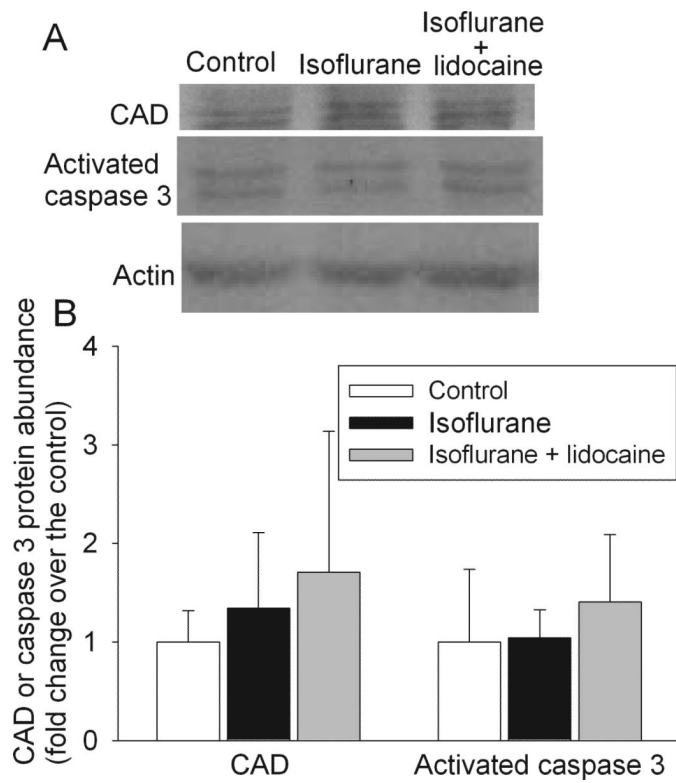 A
Control
Isoflurane
Isoflurane
+
lidocaine
CAD
Activated
caspase 3
Actin
B
CAD or caspase 3 protein abundance
(fold change over the control)
4
3
2
1
0
Control
Isoflurane
Isoflurane + lidocaine
CAD
Activated caspase 3